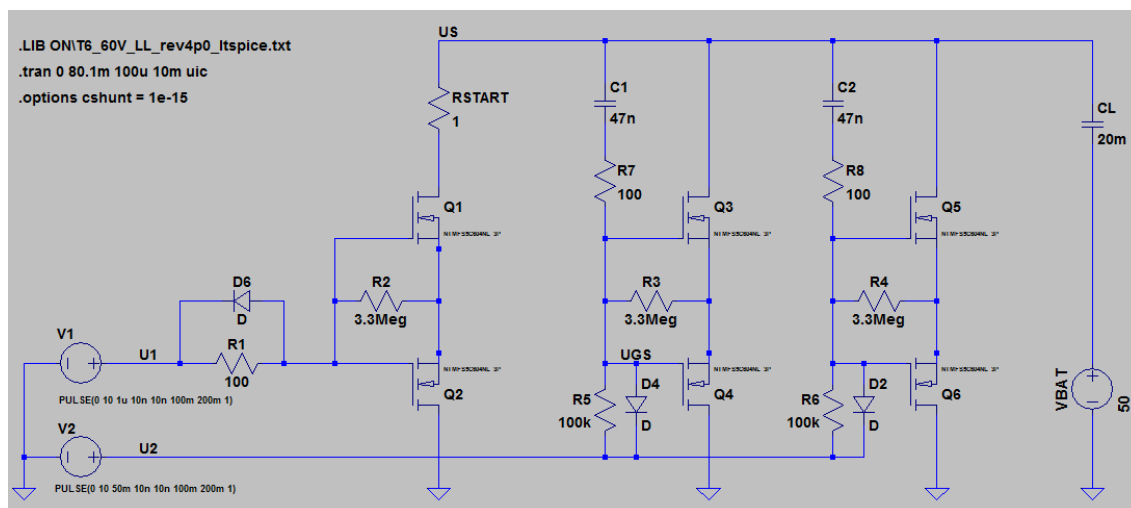 .LIB ON\T6_60V_LL_rev4p0_ltspice.txt
.tran 0 80.1m 100u 10m uic
.options cshunt = 1e-15
US
RSTART
1
C1
47n
C2
47n
CL
20m
R7
100
R8
100
Q1
Q3
Q5
D6
D
R2
3.3Meg
R3
3.3Meg
R4
3.3Meg
V1
U1
R1
100
PULSE(0 10 1u 10n 10n 100m 200m 1)
Q2
UGS
R5
100k
D4
D
Q4
R6
100k
D2
D
Q6
VBAT
50
V2
U2
PULSE(0 10 50m 10n 10n 100m 200m 1)